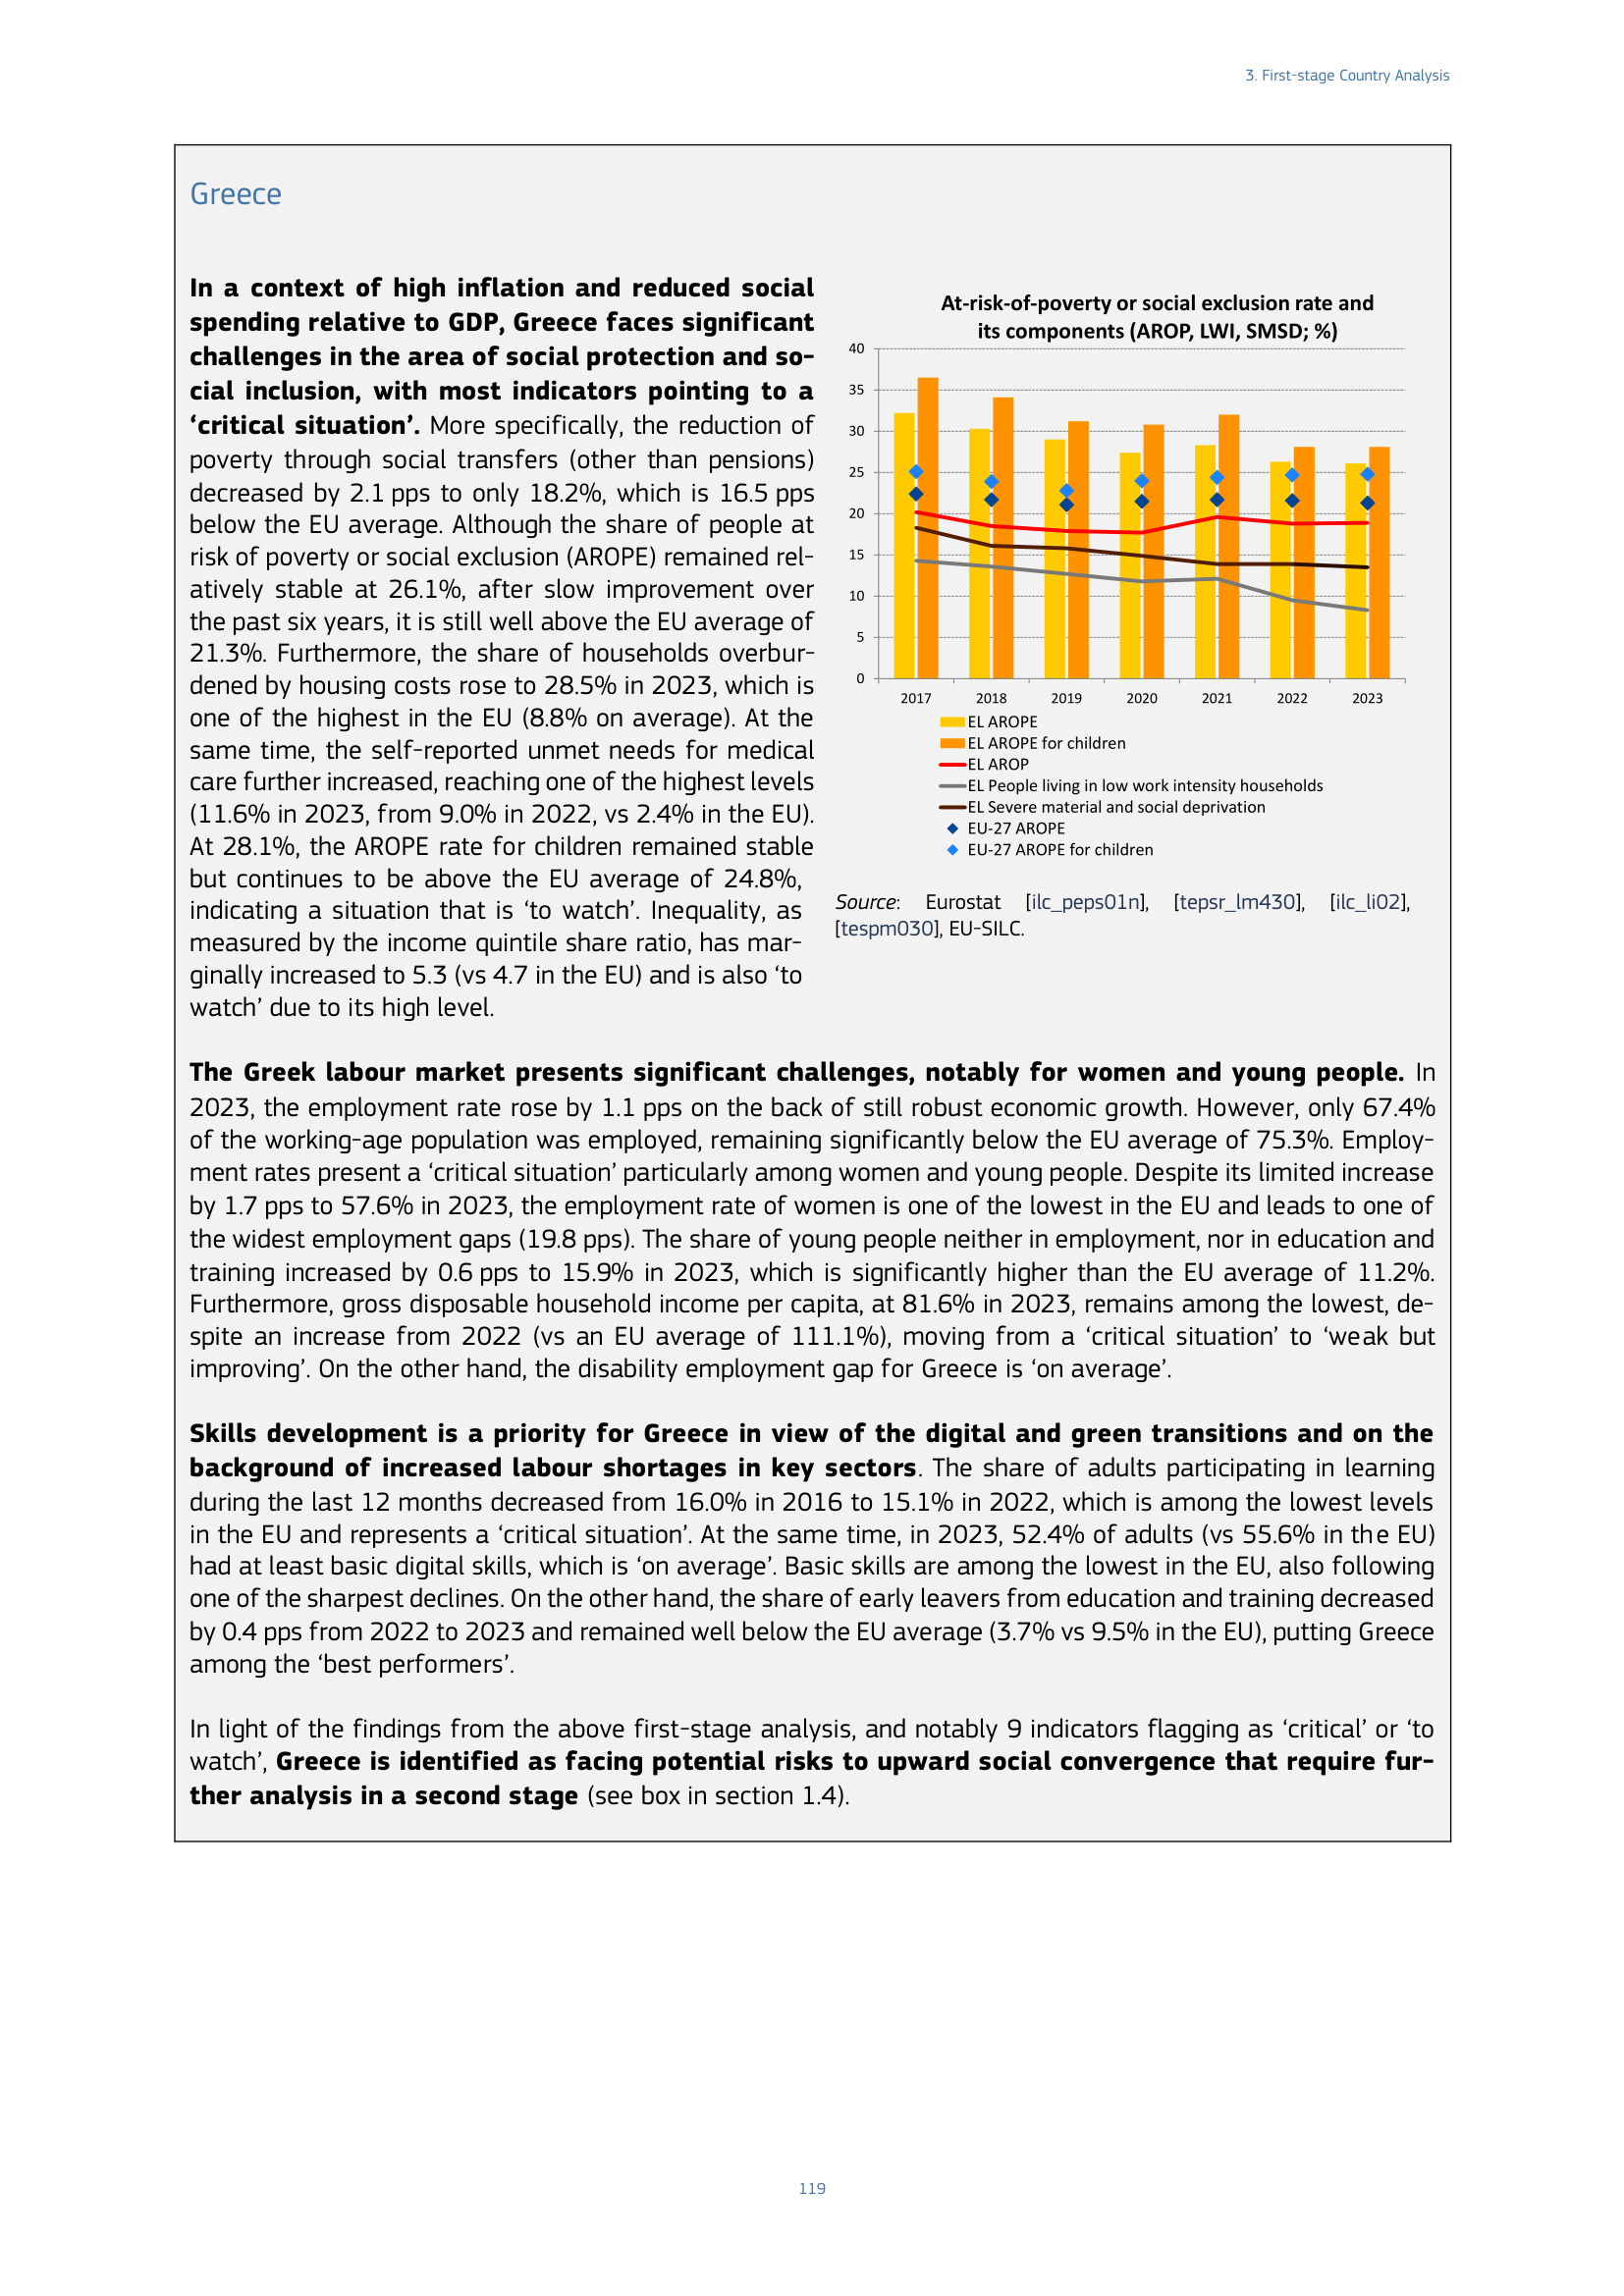 3. First-stage Country Analysis
Greece
In a context of high inflation and reduced social
spending relative to GDP, Greece faces significant
challenges in the area of social protection and so-
cial inclusion, with most indicators pointing to a
‘critical situation’. More specifically, the reduction of
poverty through social transfers (other than pensions)
decreased by 2.1 pps to only 18.2%, which is 16.5 pps
below the EU average. Although the share of people at
risk of poverty or social exclusion (AROPE) remained rel-
atively stable at 26.1%, after slow improvement over
the past six years, it is still well above the EU average of
21.3%. Furthermore, the share of households overbur-
dened by housing costs rose to 28.5% in 2023, which is
one of the highest in the EU (8.8% on average). At the
same time, the self-reported unmet needs for medical
care further increased, reaching one of the highest levels
(11.6% in 2023, from 9.0% in 2022, vs 2.4% in the EU).
At 28.1%, the AROPE rate for children remained stable
but continues to be above the EU average of 24.8%,
indicating a situation that is ‘to watch’. Inequality, as
measured by the income quintile share ratio, has mar-
ginally increased to 5.3 (vs 4.7 in the EU) and is also ‘to
watch’ due to its high level.
At-risk-of-poverty or social exclusion rate and
its components (AROP, LWI, SMSD; %)
40
35
30
25
20
15
10
5
0
2017 2018 2019 2020 2021 2022 2023
EL AROPE
EL AROPE for children
EL AROP
EL People living in low work intensity households
EL Severe material and social deprivation
EU-27 AROPE
EU-27 AROPE for children
Source: Eurostat [ilc_peps01n], [tepsr_lm430], [ilc_li02],
[tespm030], EU-SILC.
The Greek labour market presents significant challenges, notably for women and young people. In
2023, the employment rate rose by 1.1 pps on the back of still robust economic growth. However, only 67.4%
of the working-age population was employed, remaining significantly below the EU average of 75.3%. Employ-
ment rates present a ‘critical situation’ particularly among women and young people. Despite its limited increase
by 1.7 pps to 57.6% in 2023, the employment rate of women is one of the lowest in the EU and leads to one of
the widest employment gaps (19.8 pps). The share of young people neither in employment, nor in education and
training increased by 0.6 pps to 15.9% in 2023, which is significantly higher than the EU average of 11.2%.
Furthermore, gross disposable household income per capita, at 81.6% in 2023, remains among the lowest, de-
spite an increase from 2022 (vs an EU average of 111.1%), moving from a ‘critical situation’ to ‘weak but
improving’. On the other hand, the disability employment gap for Greece is ‘on average’.
Skills development is a priority for Greece in view of the digital and green transitions and on the
background of increased labour shortages in key sectors. The share of adults participating in learning
during the last 12 months decreased from 16.0% in 2016 to 15.1% in 2022, which is among the lowest levels
in the EU and represents a ‘critical situation’. At the same time, in 2023, 52.4% of adults (vs 55.6% in the EU)
had at least basic digital skills, which is ‘on average’. Basic skills are among the lowest in the EU, also following
one of the sharpest declines. On the other hand, the share of early leavers from education and training decreased
by 0.4 pps from 2022 to 2023 and remained well below the EU average (3.7% vs 9.5% in the EU), putting Greece
among the ‘best performers’.
In light of the findings from the above first-stage analysis, and notably 9 indicators flagging as ‘critical’ or ‘to
watch’, Greece is identified as facing potential risks to upward social convergence that require fur-
ther analysis in a second stage (see box in section 1.4).
119